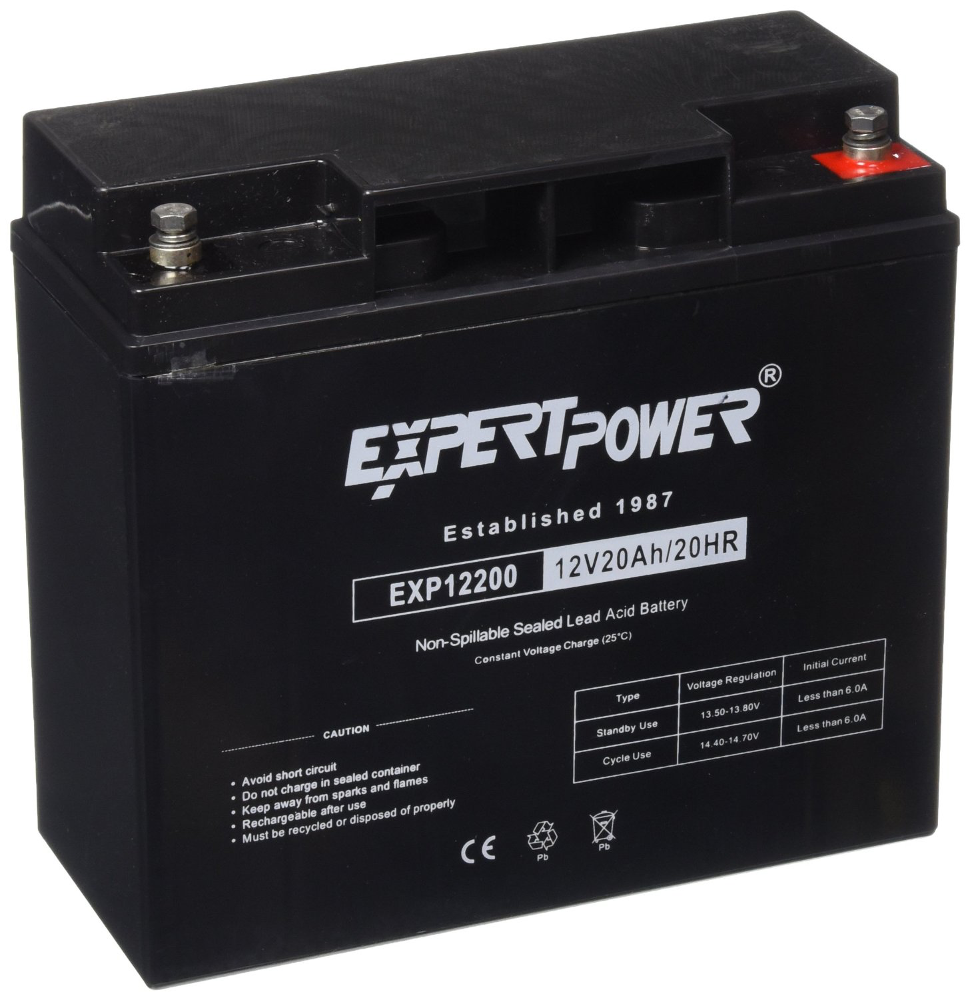 EXPERTPOWER®
Established 1987
EXP12200 12V20Ah/20HR
Non-Spillable Sealed Lead Acid Battery
Constant Voltage Charge (25°C)
Type Voltage Regulation Initial Current
Standby Use 13.50-13.80V Less than 6.0A
Cycle Use 14.40-14.70V Less than 6.0A
CAUTION
• Avoid short circuit
• Do not charge in sealed container
• Keep away from sparks and flames
• Rechargeable after use
• Must be recycled or disposed of properly
CE Pb Pb